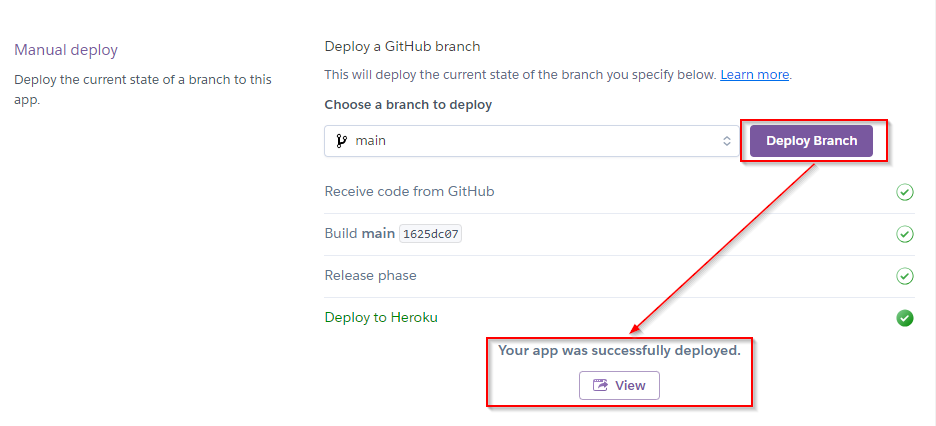 Manual deploy
Deploy the current state of a branch to this
app.
Deploy a GitHub branch
This will deploy the current state of the branch you specify below. Learn more.
Choose a branch to deploy
main
Deploy Branch
Receive code from GitHub
Build main 1625dc07
Release phase
Deploy to Heroku
Your app was successfully deployed.
View